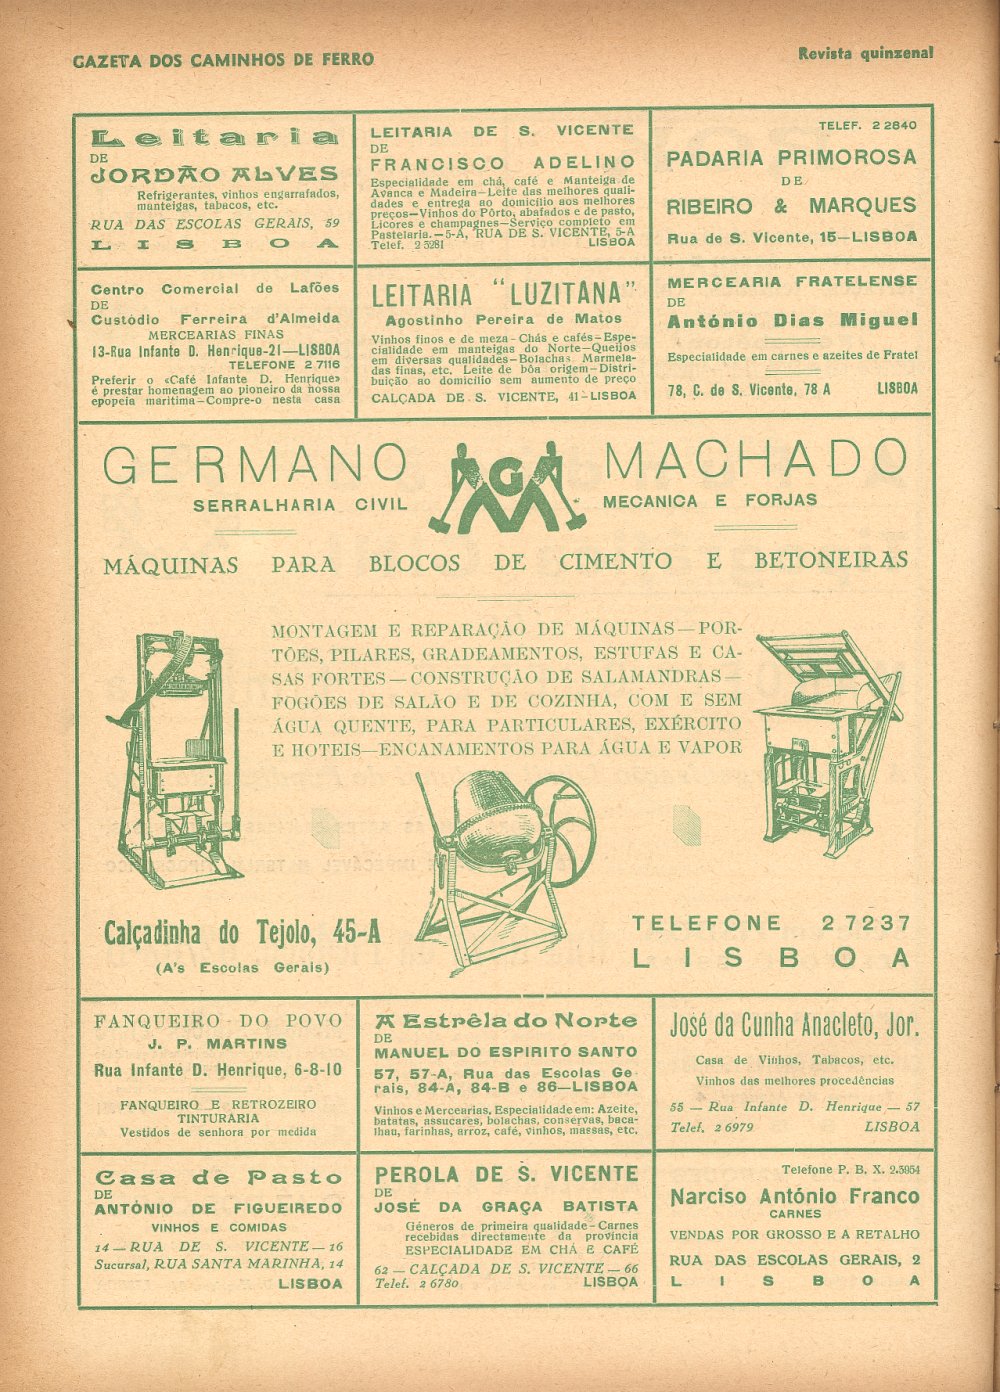 GAZETA DOS CAMINHOS DE FERRO
Revista quinzenal
Leitaria
DE
JORDÃO ALVES
Refrigerantes, vinhos engarrafados,
manteigas, tabacos, etc.
RUA DAS ESCOLAS GERAIS, 59
LISBOA
LEITARIA DE S. VICENTE
DE
FRANCISCO ADELINO
Especialidade em chá, café e Manteiga de
Avanca e Madeira—Leite das melhores quali-
dades e entrega ao domicílio aos melhores
preços—Vinhos do Pôrto, abafados e de pasto,
Licores e champagnes—Serviço completo em
Pastelaria.—5-A, RUA DE S. VICENTE, 5-A
Telef. 2 5281 LISBOA
TELEF. 2 2840
PADARIA PRIMOROSA
DE
RIBEIRO & MARQUES
Rua de S. Vicente, 15—LISBOA
Centro Comercial de Lafões
DE
Custódio Ferreira d'Almeida
MERCEARIAS FINAS
13-Rua Infante D. Henrique-21—LISBOA
TELEFONE 2 7116
Preferir o «Café Infante D. Henrique»
é prestar homenagem ao pioneiro da nossa
epopeia marítima—Compre-o nesta casa
LEITARIA "LUZITANA"
Agostinho Pereira de Matos
Vinhos finos e de meza - Chás e cafés—Espe-
cialidade em manteigas do Norte—Queijos
em diversas qualidades—Bolachas Marmela-
das finas, etc. Leite de bôa origem—Distri-
buição ao domicílio sem aumento de preço
CALÇADA DE S. VICENTE, 41-LISBOA
MERCEARIA FRATELENSE
DE
António Dias Miguel
Especialidade em carnes e azeites de Fratel
78, C. de S. Vicente, 78 A LISBOA
GERMANO MACHADO
G
M
SERRALHARIA CIVIL MECANICA E FORJAS
MÁQUINAS PARA BLOCOS DE CIMENTO E BETONEIRAS
MONTAGEM E REPARAÇÃO DE MÁQUINAS—POR-
TÕES, PILARES, GRADEAMENTOS, ESTUFAS E CA-
SAS FORTES—CONSTRUÇÃO DE SALAMANDRAS—
FOGÕES DE SALÃO E DE COZINHA, COM E SEM
ÁGUA QUENTE, PARA PARTICULARES, EXÉRCITO
E HOTEIS—ENCANAMENTOS PARA ÁGUA E VAPOR
Calçadinha do Tejolo, 45-A
(A's Escolas Gerais)
TELEFONE 2 7237
LISBOA
FANQUEIRO DO POVO
J. P. MARTINS
Rua Infante D. Henrique, 6-8-10
FANQUEIRO E RETROZEIRO
TINTURARIA
Vestidos de senhora por medida
A Estrêla do Norte
DE
MANUEL DO ESPIRITO SANTO
57, 57-A, Rua das Escolas Ge-
rais, 84-A, 84-B e 86—LISBOA
Vinhos e Mercearias, Especialidade em: Azeite,
batatas, assucares, bolachas, conservas, baca-
lhau, farinhas, arroz, café, vinhos, massas, etc.
José da Cunha Anacleto, Jor.
Casa de Vinhos, Tabacos, etc.
Vinhos das melhores procedências
55 — Rua Infante D. Henrique — 57
Telef. 2 6979 LISBOA
Casa de Pasto
DE
ANTÓNIO DE FIGUEIREDO
VINHOS E COMIDAS
14 — RUA DE S. VICENTE — 16
Sucursal, RUA SANTA MARINHA, 14
LISBOA
PEROLA DE S. VICENTE
DE
JOSÉ DA GRAÇA BATISTA
Géneros de primeira qualidade—Carnes
recebidas directamente da província
ESPECIALIDADE EM CHÁ E CAFÉ
62 — CALÇADA DE S. VICENTE — 66
Telef. 2 6780 LISBOA
Telefone P. B. X. 2.5954
Narciso António Franco
CARNES
VENDAS POR GROSSO E A RETALHO
RUA DAS ESCOLAS GERAIS, 2
LISBOA